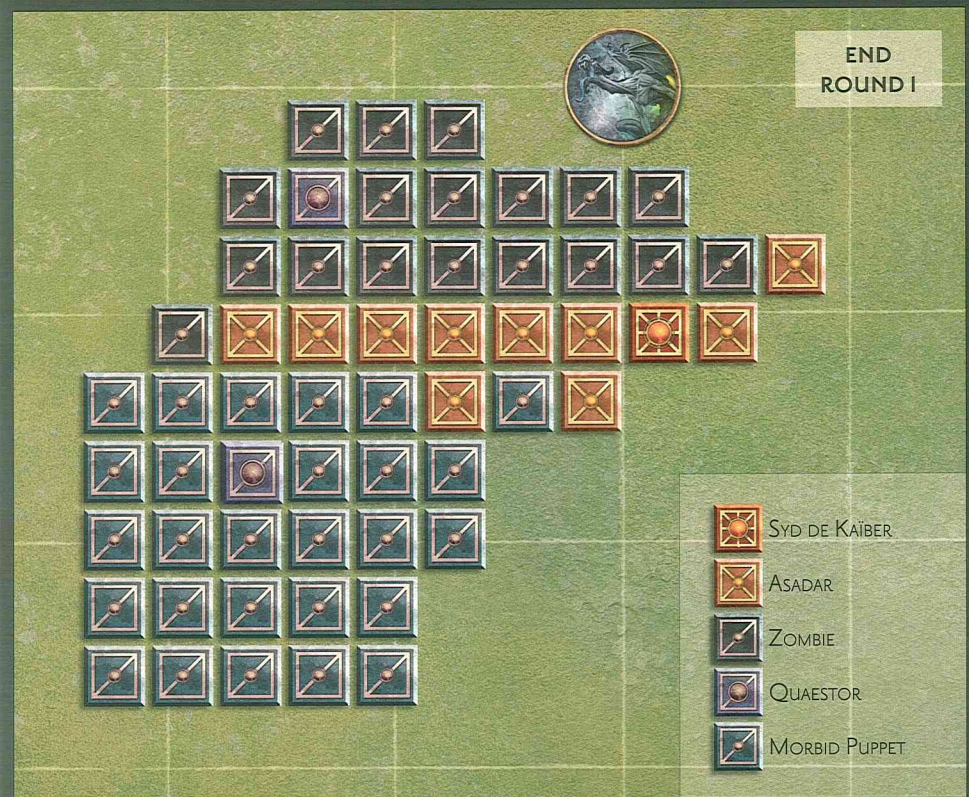 END
ROUND I
SYD DE KAÏBER
ASADAR
ZOMBIE
QUAESTOR
MORBID PUPPET